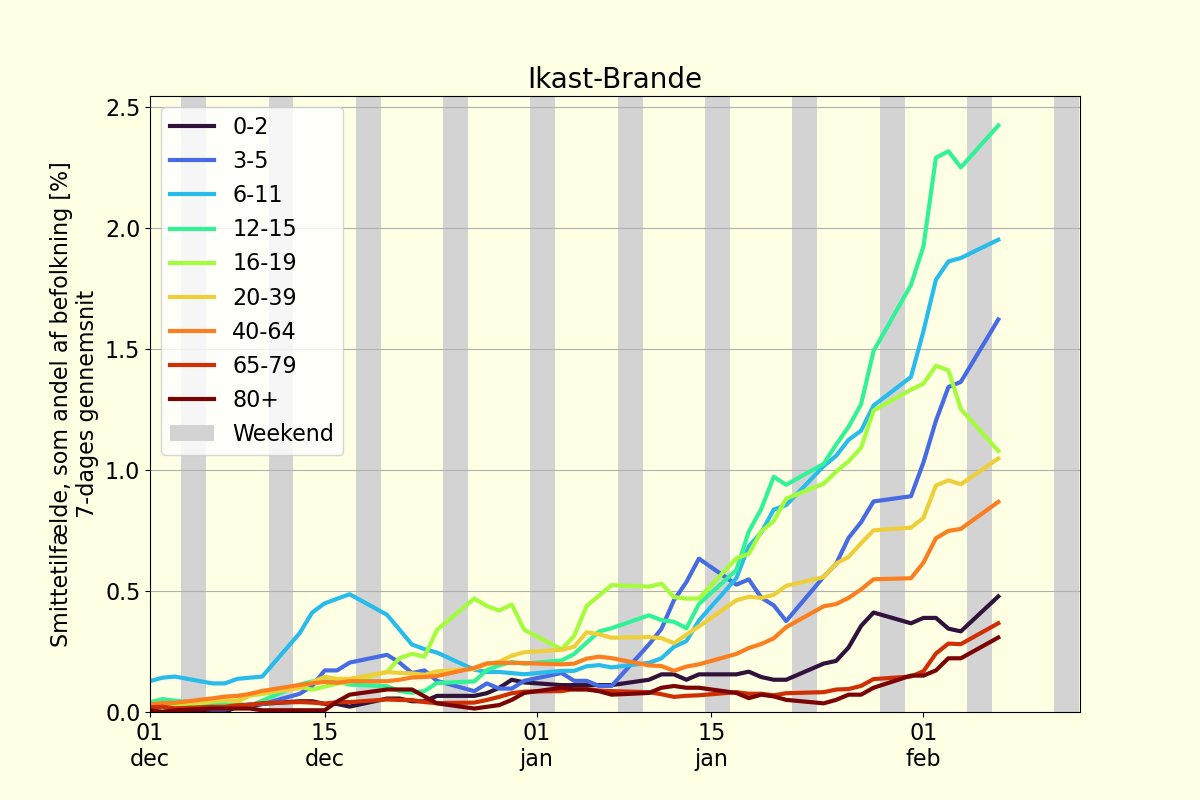 Ikast-Brande
Smittetilfælde, som andel af befolkning [%]
7-dages gennemsnit
2.5
2.0
1.5
1.0
0.5
0.0
0-2
3-5
6-11
12-15
16-19
20-39
40-64
65-79
80+
Weekend
01
dec
15
dec
01
jan
15
jan
01
feb